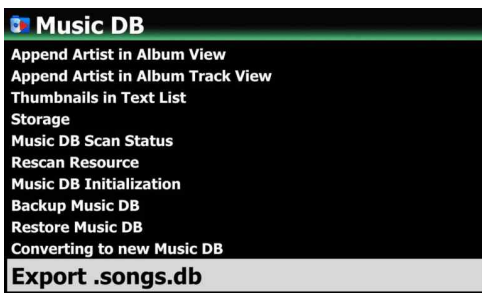 Music DB
Append Artist in Album View
Append Artist in Album Track View
Thumbnails in Text List
Storage
Music DB Scan Status
Rescan Resource
Music DB Initialization
Backup Music DB
Restore Music DB
Converting to new Music DB
Export .songs.db